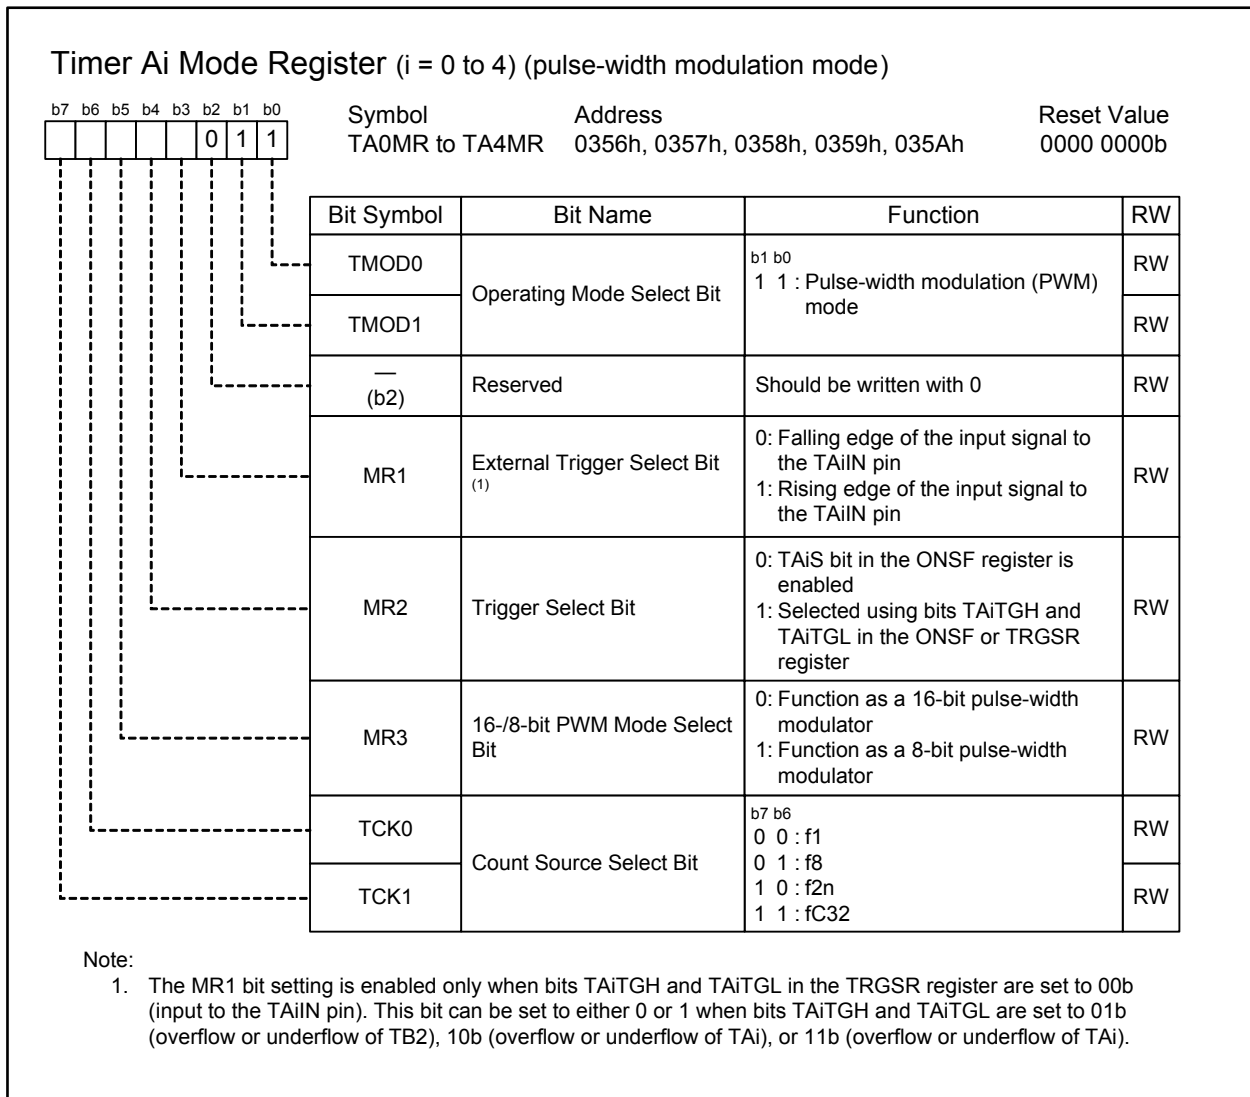 Timer Ai Mode Register (i = 0 to 4) (pulse-width modulation mode)
b7 b6 b5 b4 b3 b2 b1 b0
0 1 1
Symbol Address Reset Value
TA0MR to TA4MR 0356h, 0357h, 0358h, 0359h, 035Ah 0000 0000b
Bit Symbol Bit Name Function RW
TMOD0
TMOD1
Operating Mode Select Bit
b1 b0
1 1 : Pulse-width modulation (PWM)
mode
RW
RW
—
(b2)
Reserved
Should be written with 0
RW
MR1
External Trigger Select Bit
(1)
0: Falling edge of the input signal to
the TAiIN pin
1: Rising edge of the input signal to
the TAiIN pin
RW
MR2
Trigger Select Bit
0: TAiS bit in the ONSF register is
enabled
1: Selected using bits TAiTGH and
TAiTGL in the ONSF or TRGSR
register
RW
MR3
16-/8-bit PWM Mode Select
Bit
0: Function as a 16-bit pulse-width
modulator
1: Function as a 8-bit pulse-width
modulator
RW
TCK0
TCK1
Count Source Select Bit
b7 b6
0 0 : f1
0 1 : f8
1 0 : f2n
1 1 : fC32
RW
RW
Note:
1. The MR1 bit setting is enabled only when bits TAiTGH and TAiTGL in the TRGSR register are set to 00b
(input to the TAiIN pin). This bit can be set to either 0 or 1 when bits TAiTGH and TAiTGL are set to 01b
(overflow or underflow of TB2), 10b (overflow or underflow of TAi), or 11b (overflow or underflow of TAi).